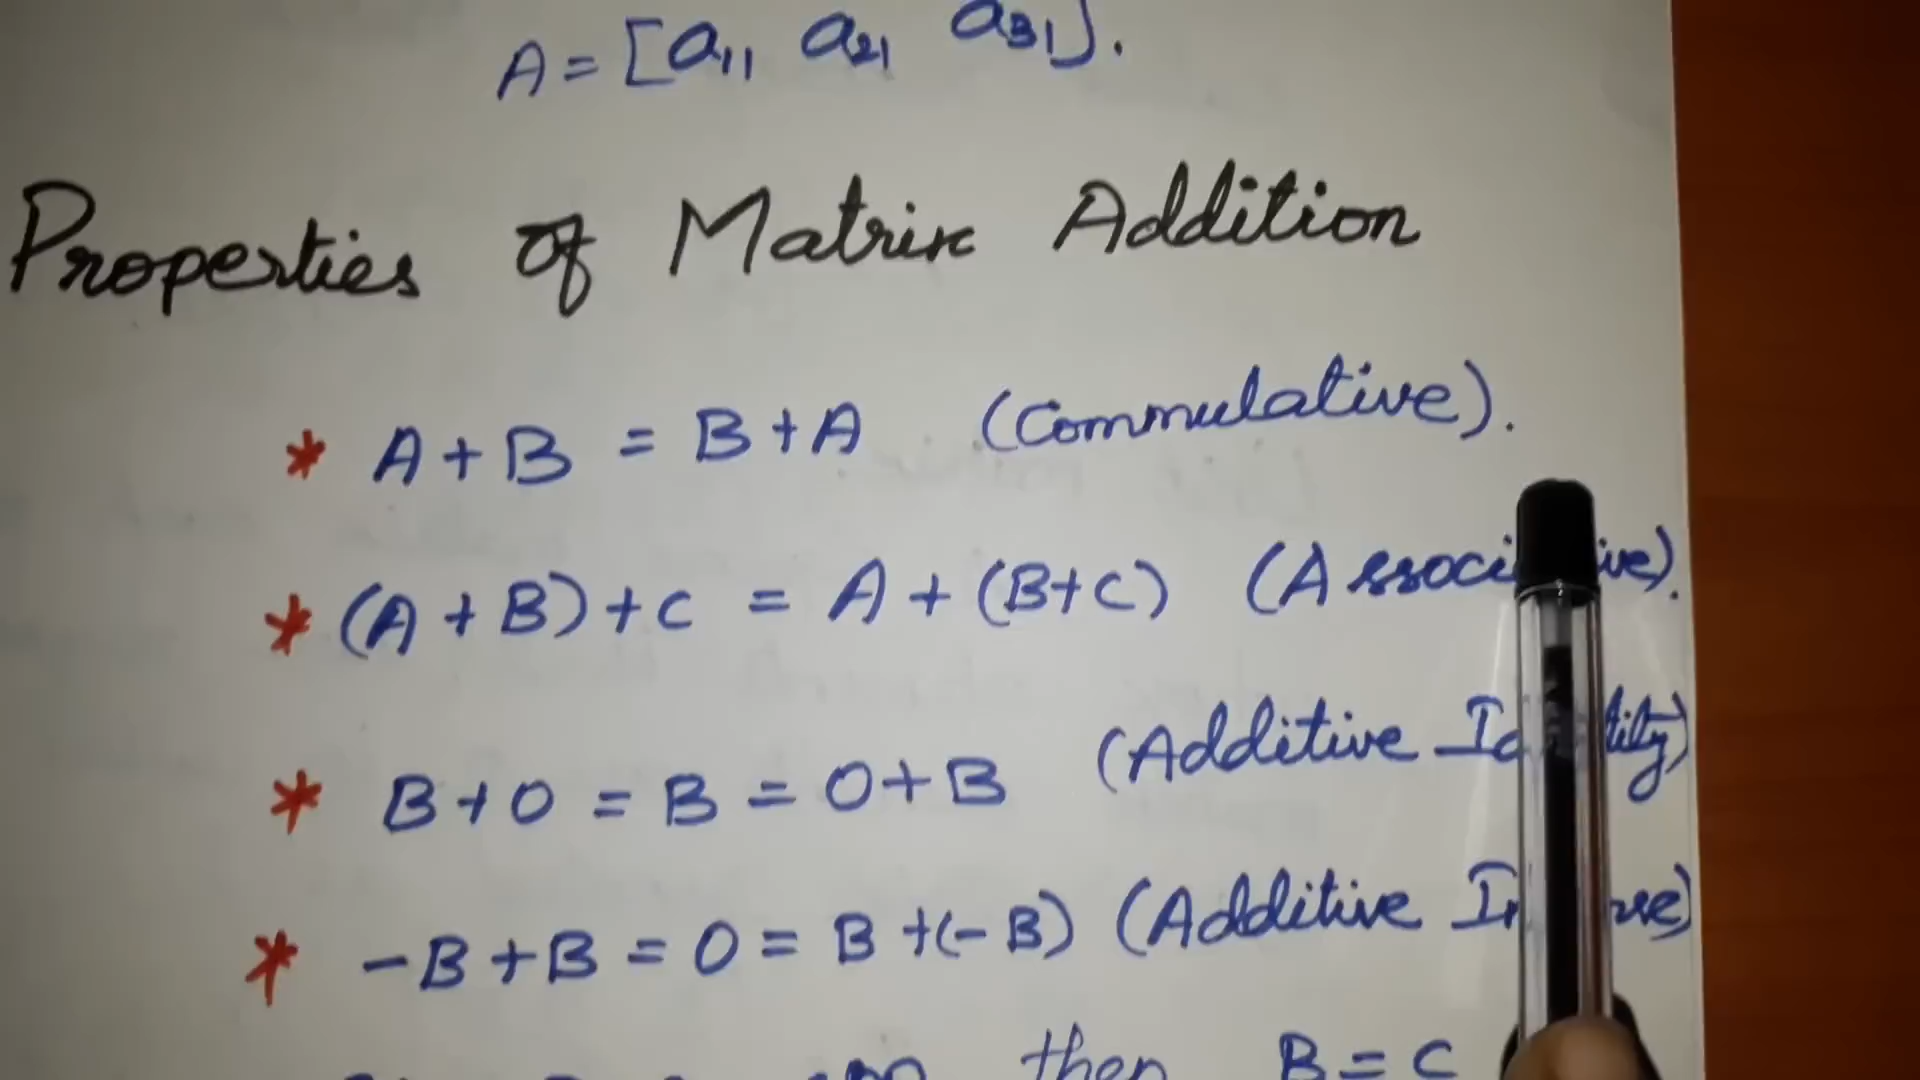 A = [a₁₁ a₂₁ a₃₁].
Properties of Matrix Addition
* A + B = B + A (Commulative).
* (A + B) + C = A + (B+C)
* B + 0 = B = 0 + B (Additive
* -B + B = 0 = B +(-B) (Additive
then B = C